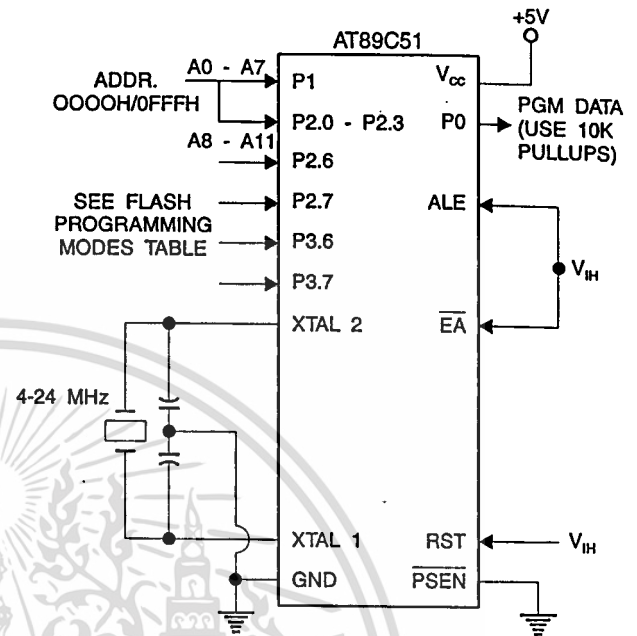 +5V
AT89C51
ADDR.
OOOOH/0FFFH
A0 - A7
P1
VCC
P2.0 - P2.3
P0
PGM DATA
(USE 10K
PULLUPS)
A8 - A11
P2.6
SEE FLASH
PROGRAMMING
MODES TABLE
P2.7
ALE
P3.6
VIH
P3.7
XTAL 2
EA
4-24 MHz
XTAL 1
RST
VIH
GND
PSEN